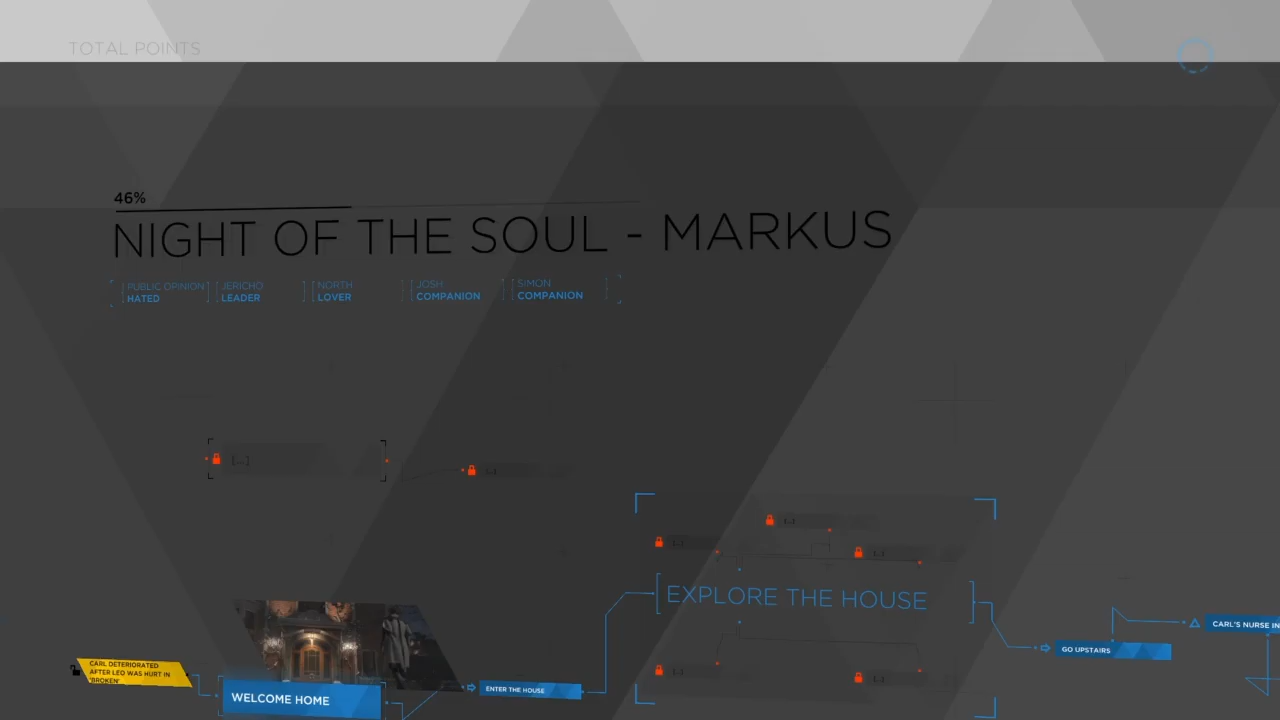 TOTAL POINTS
46%
NIGHT OF THE SOUL - MARKUS
PUBLIC OPINION
HATED
JERICHO
LEADER
NORTH
LOVER
JOSH
COMPANION
SIMON
COMPANION
[...]
[...]
[...]
[...]
[...]
EXPLORE THE HOUSE
CARL'S NURSE IN
GO UPSTAIRS
[...]
[...]
CARL DETERIORATED
AFTER LEO WAS HURT IN
'BROKEN'
WELCOME HOME
ENTER THE HOUSE